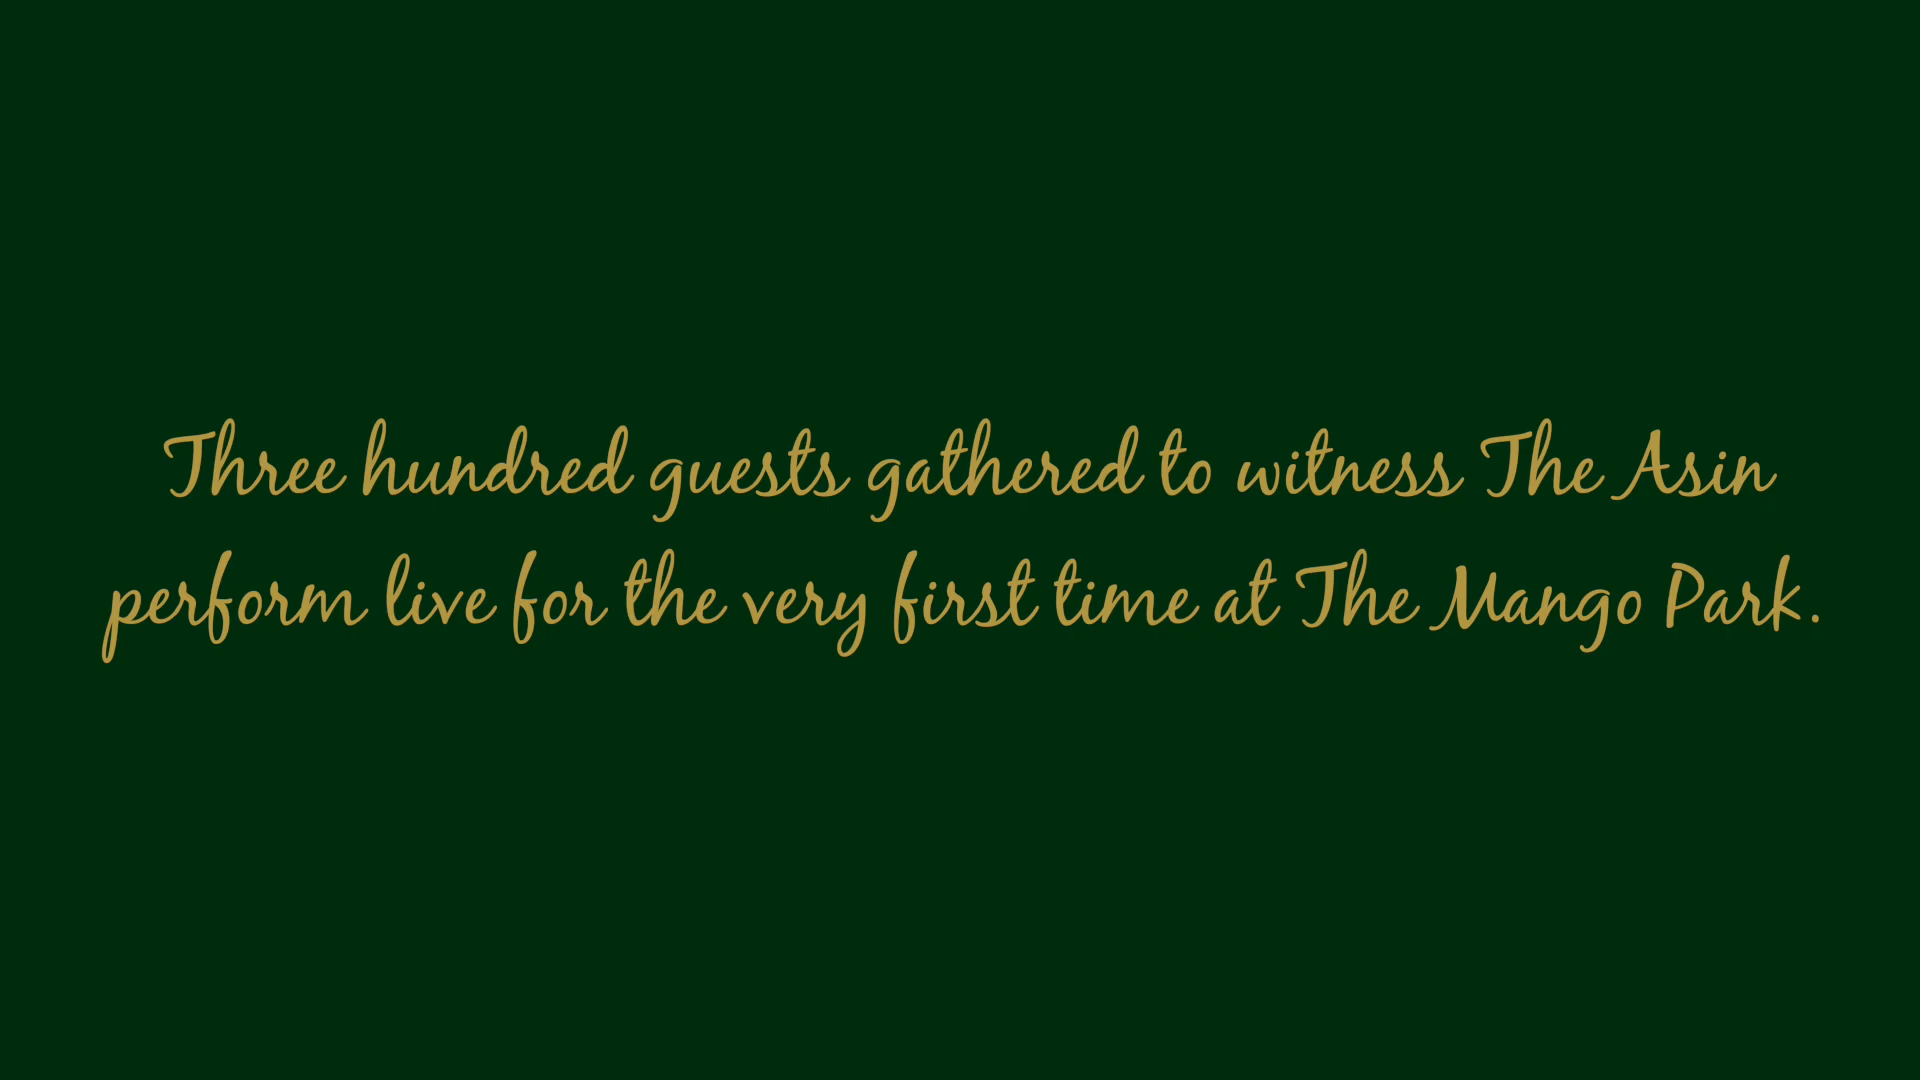 Three hundred guests gathered to witness The Asin
perform live for the very first time at The Mango Park.